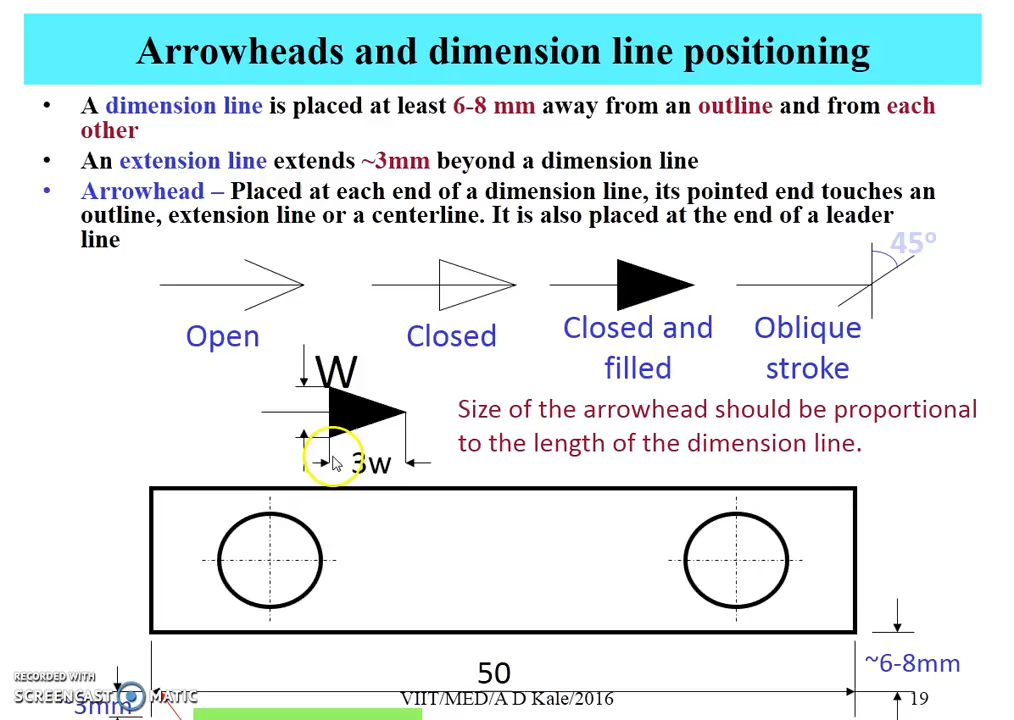 Arrowheads and dimension line positioning
• A dimension line is placed at least 6-8 mm away from an outline and from each
other
• An extension line extends ~3mm beyond a dimension line
• Arrowhead – Placed at each end of a dimension line, its pointed end touches an
outline, extension line or a centerline. It is also placed at the end of a leader
line
45º
Open
Closed
Closed and
filled
Oblique
stroke
W
3w
Size of the arrowhead should be proportional
to the length of the dimension line.
50
~6-8mm
~3mm
RECORDED WITH
SCREENCAST MATIC
VIIT/MED/A D Kale/2016
19